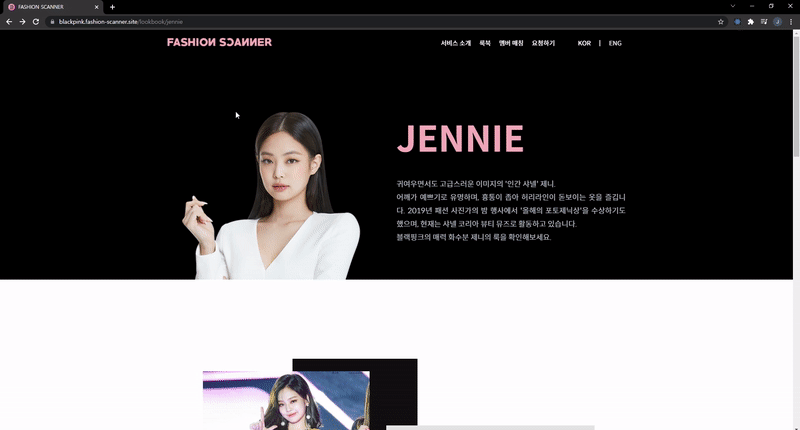 FASHION SCANNER
blackpink.fashion-scanner.site/lookbook/jennie
FASHION SCANNER
서비스 소개 룩북 멤버 매칭 요청하기 KOR | ENG
JENNIE
귀여우면서도 고급스러운 이미지의 '인간 샤넬' 제니.
어깨가 예쁘기로 유명하며, 흉통이 좁아 허리라인이 돋보이는 옷을 즐깁니
다. 2019년 패션 사진가의 밤 행사에서 '올해의 포토제닉상'을 수상하기도
했으며, 현재는 샤넬 코리아 뷰티 뮤즈로 활동하고 있습니다.
블랙핑크의 매력 화수분 제니의 룩을 확인해보세요.